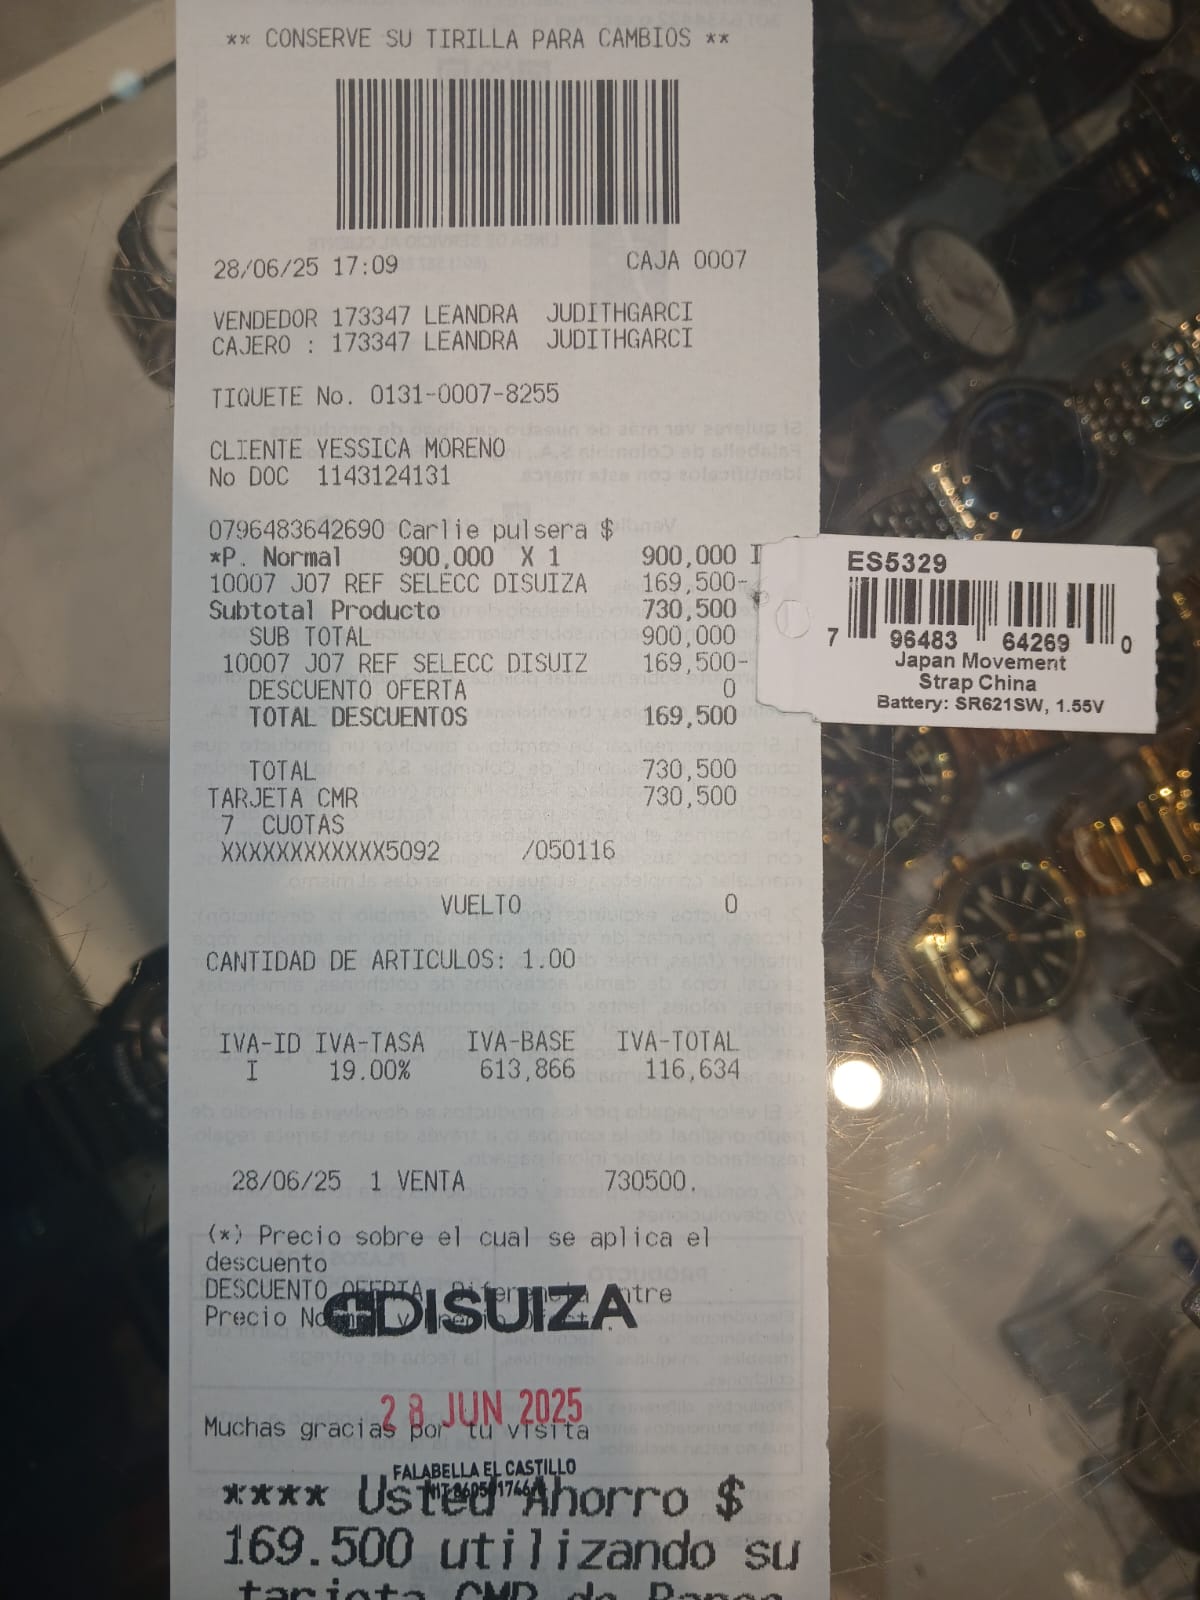 ** CONSERVE SU TIRILLA PARA CAMBIOS **
28/06/25 17:09 CAJA 0007
VENDEDOR 173347 LEANDRA JUDITHGARCI
CAJERO : 173347 LEANDRA JUDITHGARCI
TIQUETE No. 0131-0007-8255
CLIENTE YESSICA MORENO
No DOC 1143124131
0796483642690 Carlie pulsera $
*P. Normal 900,000 X 1 900,000 I
10007 J07 REF SELECC DISUIZA 169,500-
Subtotal Producto 730,500
SUB TOTAL 900,000
10007 J07 REF SELECC DISUIZ 169,500-
DESCUENTO OFERTA 0
TOTAL DESCUENTOS 169,500
TOTAL 730,500
TARJETA CMR 730,500
7 CUOTAS
XXXXXXXXXXXX5092 /050116
VUELTO 0
CANTIDAD DE ARTICULOS: 1.00
IVA-ID IVA-TASA IVA-BASE IVA-TOTAL
I 19.00% 613,866 116,634
28/06/25 1 VENTA 730500.
(*) Precio sobre el cual se aplica el
descuento
DESCUENTO OFERTA
Precio
DISUIZA
28 JUN 2025
Muchas gracias por tu visita
FALABELLA EL CASTILLO
**** Usted Ahorro $
169.500 utilizando su
tarjeta CMR de Banco
ES5329
7 96483 64269 0
Japan Movement
Strap China
Battery: SR621SW, 1.55V